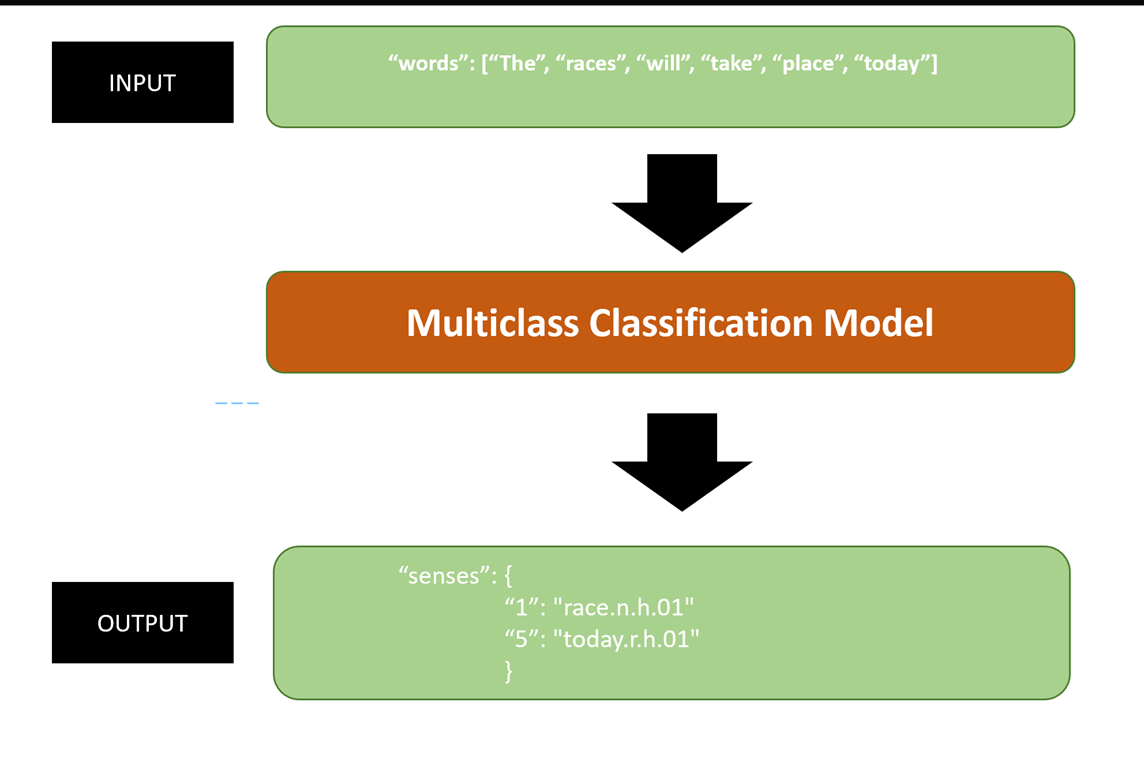 INPUT
“words”: [“The”, “races”, “will”, “take”, “place”, “today”]
Multiclass Classification Model
OUTPUT
“senses”: {
“1”: "race.n.h.01"
“5”: "today.r.h.01"
}